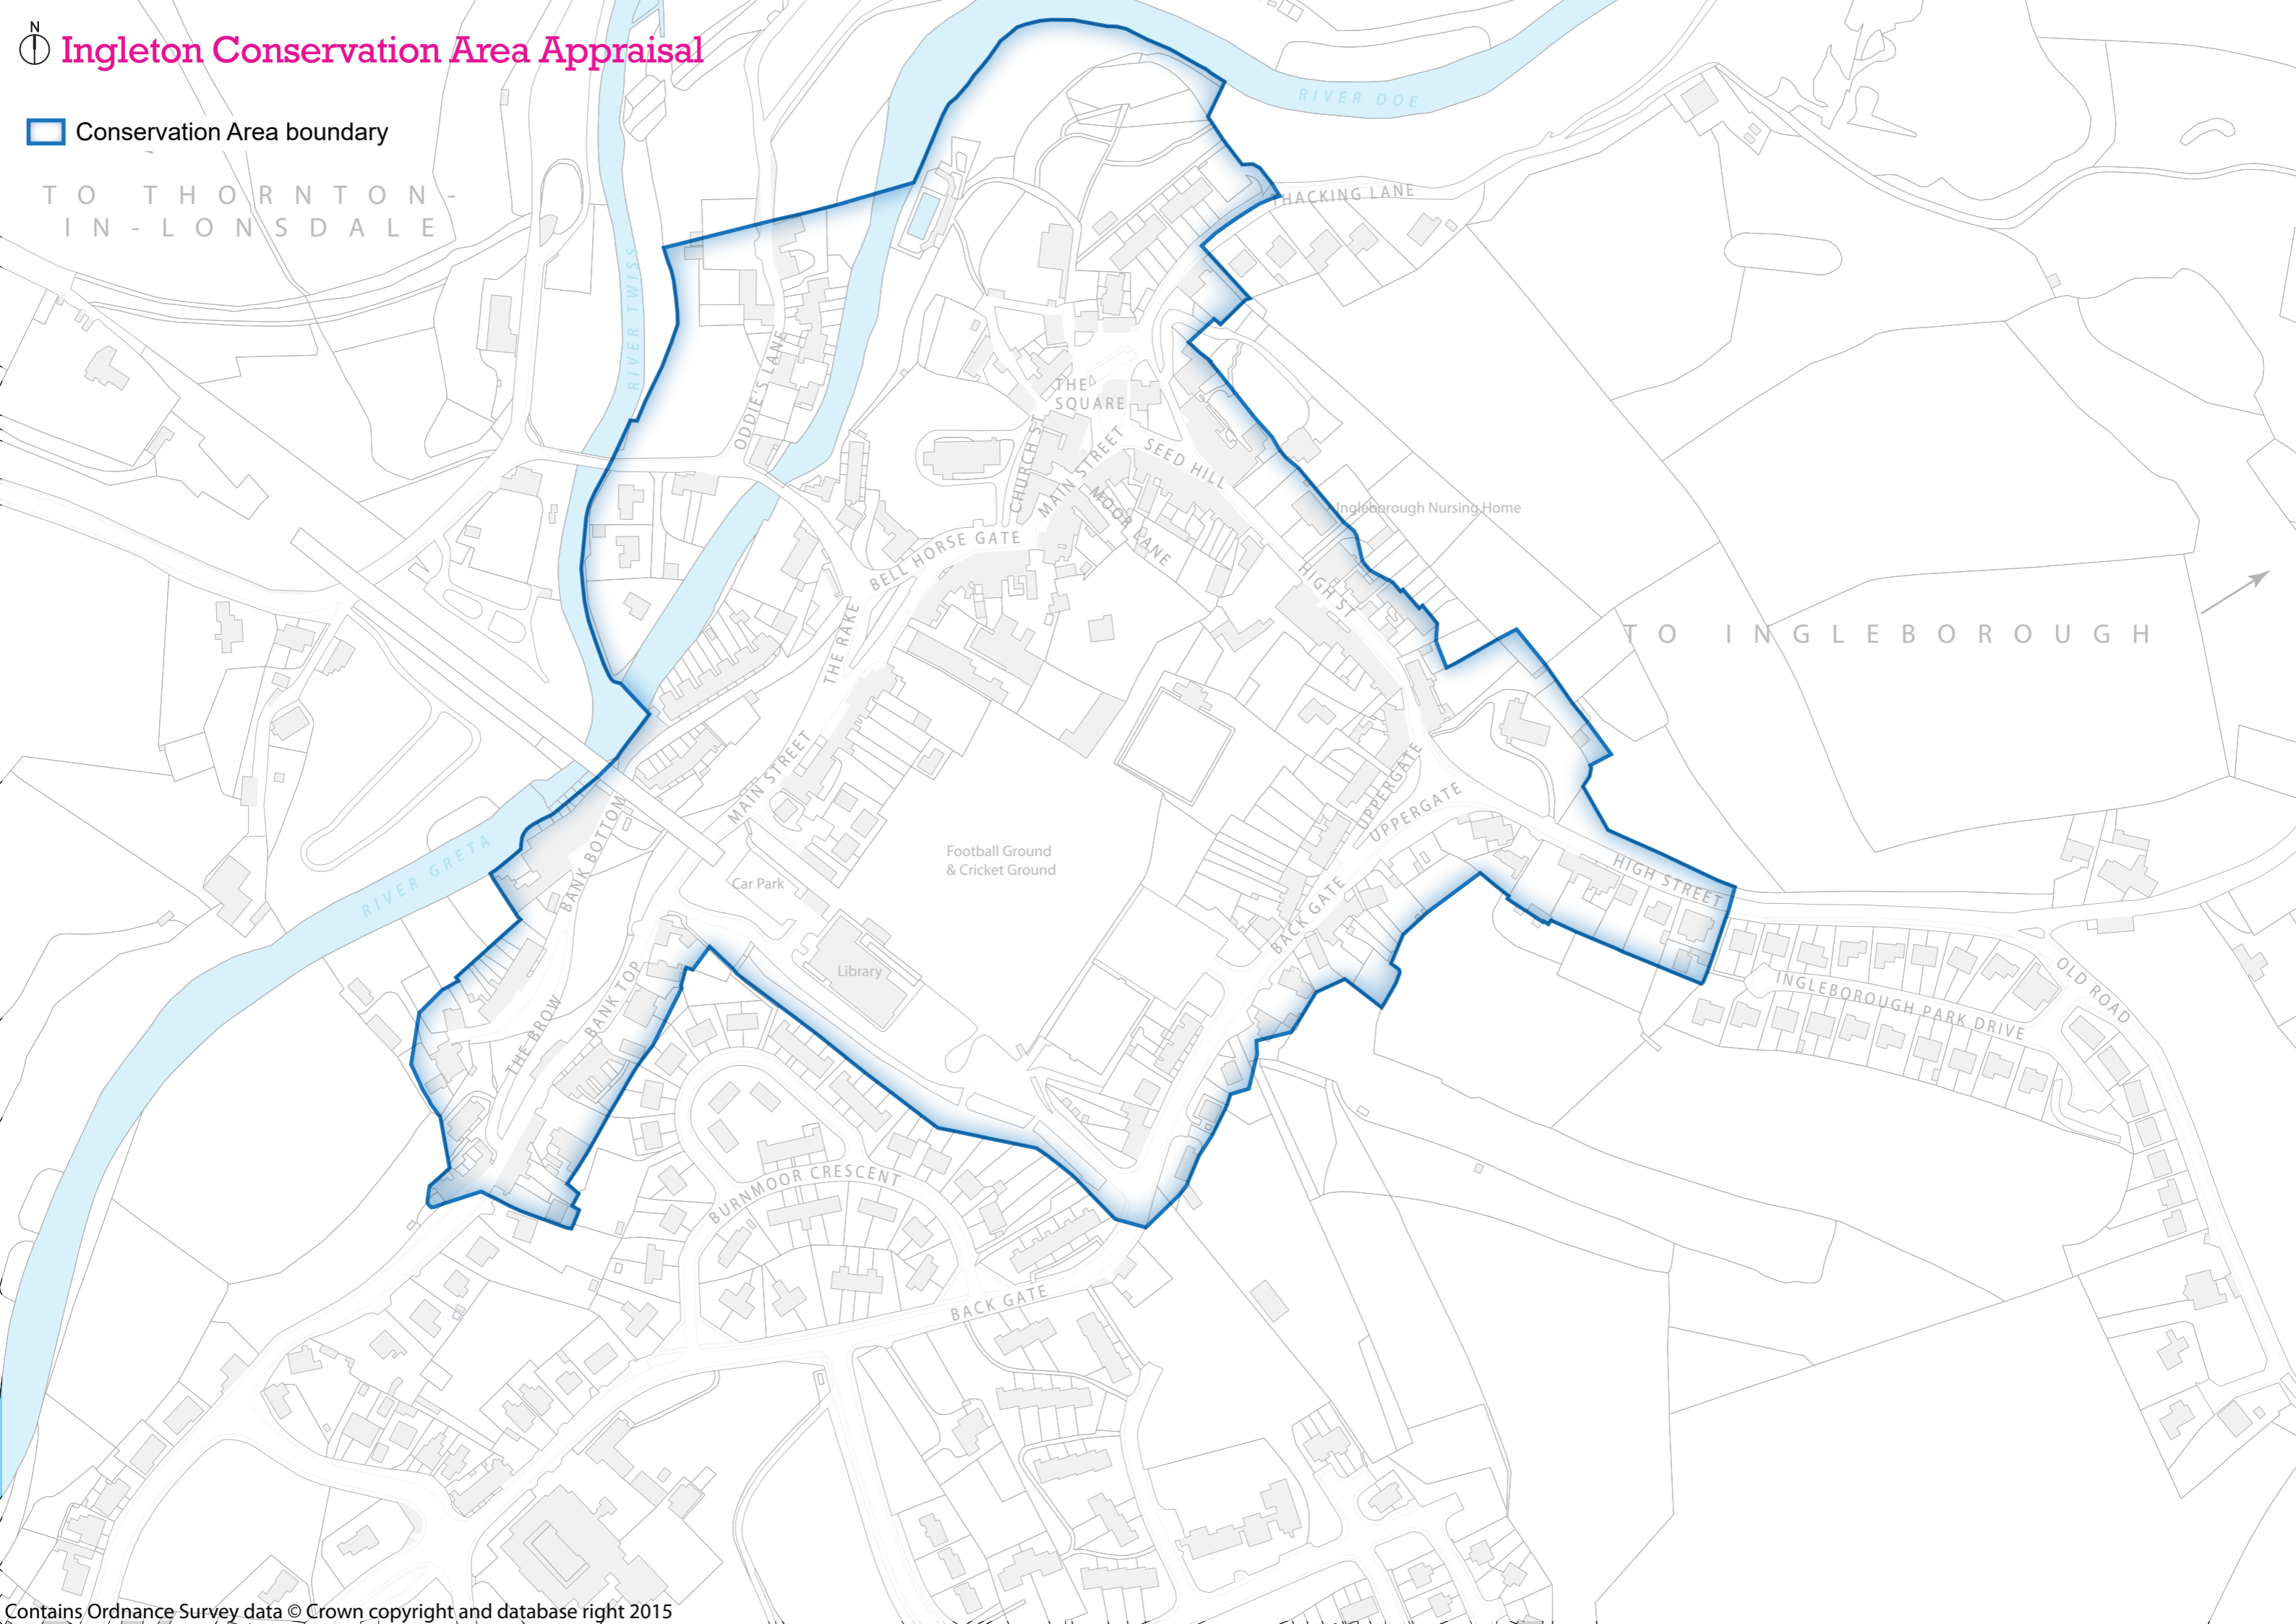 N
Ingleton Conservation Area Appraisal
Conservation Area boundary
TO THORNTON-
IN-LONSDALE
RIVER DOE
THACKING LANE
RIVER TWISS
ODDIE'S LANE
THE
SQUARE
CHURCH ST
MAIN STREET
SEED HILL
MOOR LANE
Ingleborough Nursing Home
BELL HORSE GATE
HIGH ST
THE RAKE
TO INGLEBOROUGH
MAIN STREET
UPPERGATE
UPPERGATE
RIVER GRETA
BANK BOTTOM
Football Ground
& Cricket Ground
Car Park
HIGH STREET
BACK GATE
Library
OLD ROAD
INGLEBOROUGH PARK DRIVE
BANK TOP
THE BROW
BURNMOOR CRESCENT
BACK GATE
Contains Ordnance Survey data © Crown copyright and database right 2015